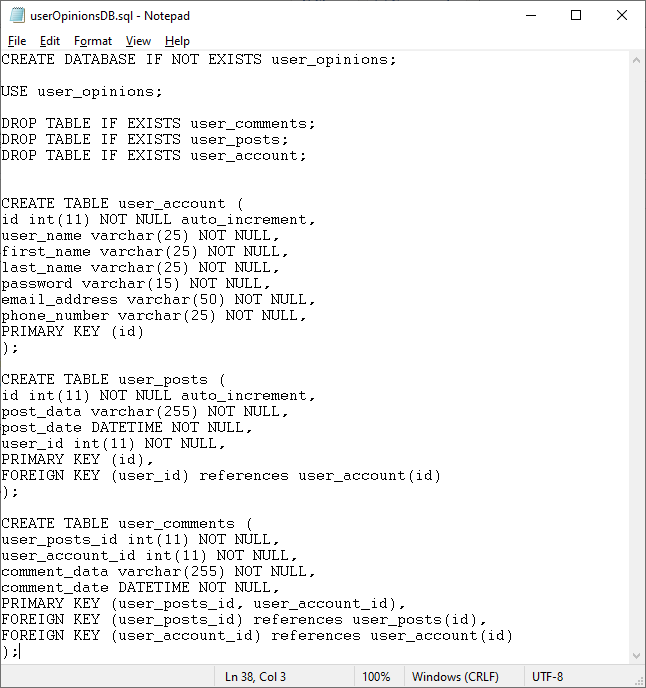 userOpinionsDB.sql - Notepad
File Edit Format View Help
CREATE DATABASE IF NOT EXISTS user_opinions;
USE user_opinions;
DROP TABLE IF EXISTS user_comments;
DROP TABLE IF EXISTS user_posts;
DROP TABLE IF EXISTS user_account;
CREATE TABLE user_account (
id int(11) NOT NULL auto_increment,
user_name varchar(25) NOT NULL,
first_name varchar(25) NOT NULL,
last_name varchar(25) NOT NULL,
password varchar(15) NOT NULL,
email_address varchar(50) NOT NULL,
phone_number varchar(25) NOT NULL,
PRIMARY KEY (id)
);
CREATE TABLE user_posts (
id int(11) NOT NULL auto_increment,
post_data varchar(255) NOT NULL,
post_date DATETIME NOT NULL,
user_id int(11) NOT NULL,
PRIMARY KEY (id),
FOREIGN KEY (user_id) references user_account(id)
);
CREATE TABLE user_comments (
user_posts_id int(11) NOT NULL,
user_account_id int(11) NOT NULL,
comment_data varchar(255) NOT NULL,
comment_date DATETIME NOT NULL,
PRIMARY KEY (user_posts_id, user_account_id),
FOREIGN KEY (user_posts_id) references user_posts(id),
FOREIGN KEY (user_account_id) references user_account(id)
);
Ln 38, Col 3 100% Windows (CRLF) UTF-8